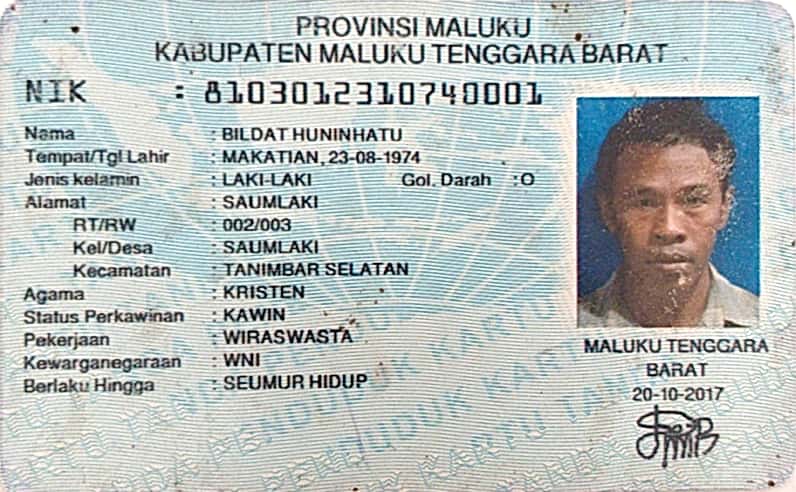 PROVINSI MALUKU
KABUPATEN MALUKU TENGGARA BARAT
NIK : 8103012310740001
Nama : BILDAT HUNINHATU
Tempat/Tgl Lahir : MAKATIAN, 23-08-1974
Jenis kelamin : LAKI-LAKI Gol. Darah :O
Alamat : SAUMLAKI
RT/RW : 002/003
Kel/Desa : SAUMLAKI
Kecamatan : TANIMBAR SELATAN
Agama : KRISTEN
Status Perkawinan : KAWIN
Pekerjaan : WIRASWASTA
Kewarganegaraan : WNI
Berlaku Hingga : SEUMUR HIDUP
MALUKU TENGGARA
BARAT
20-10-2017